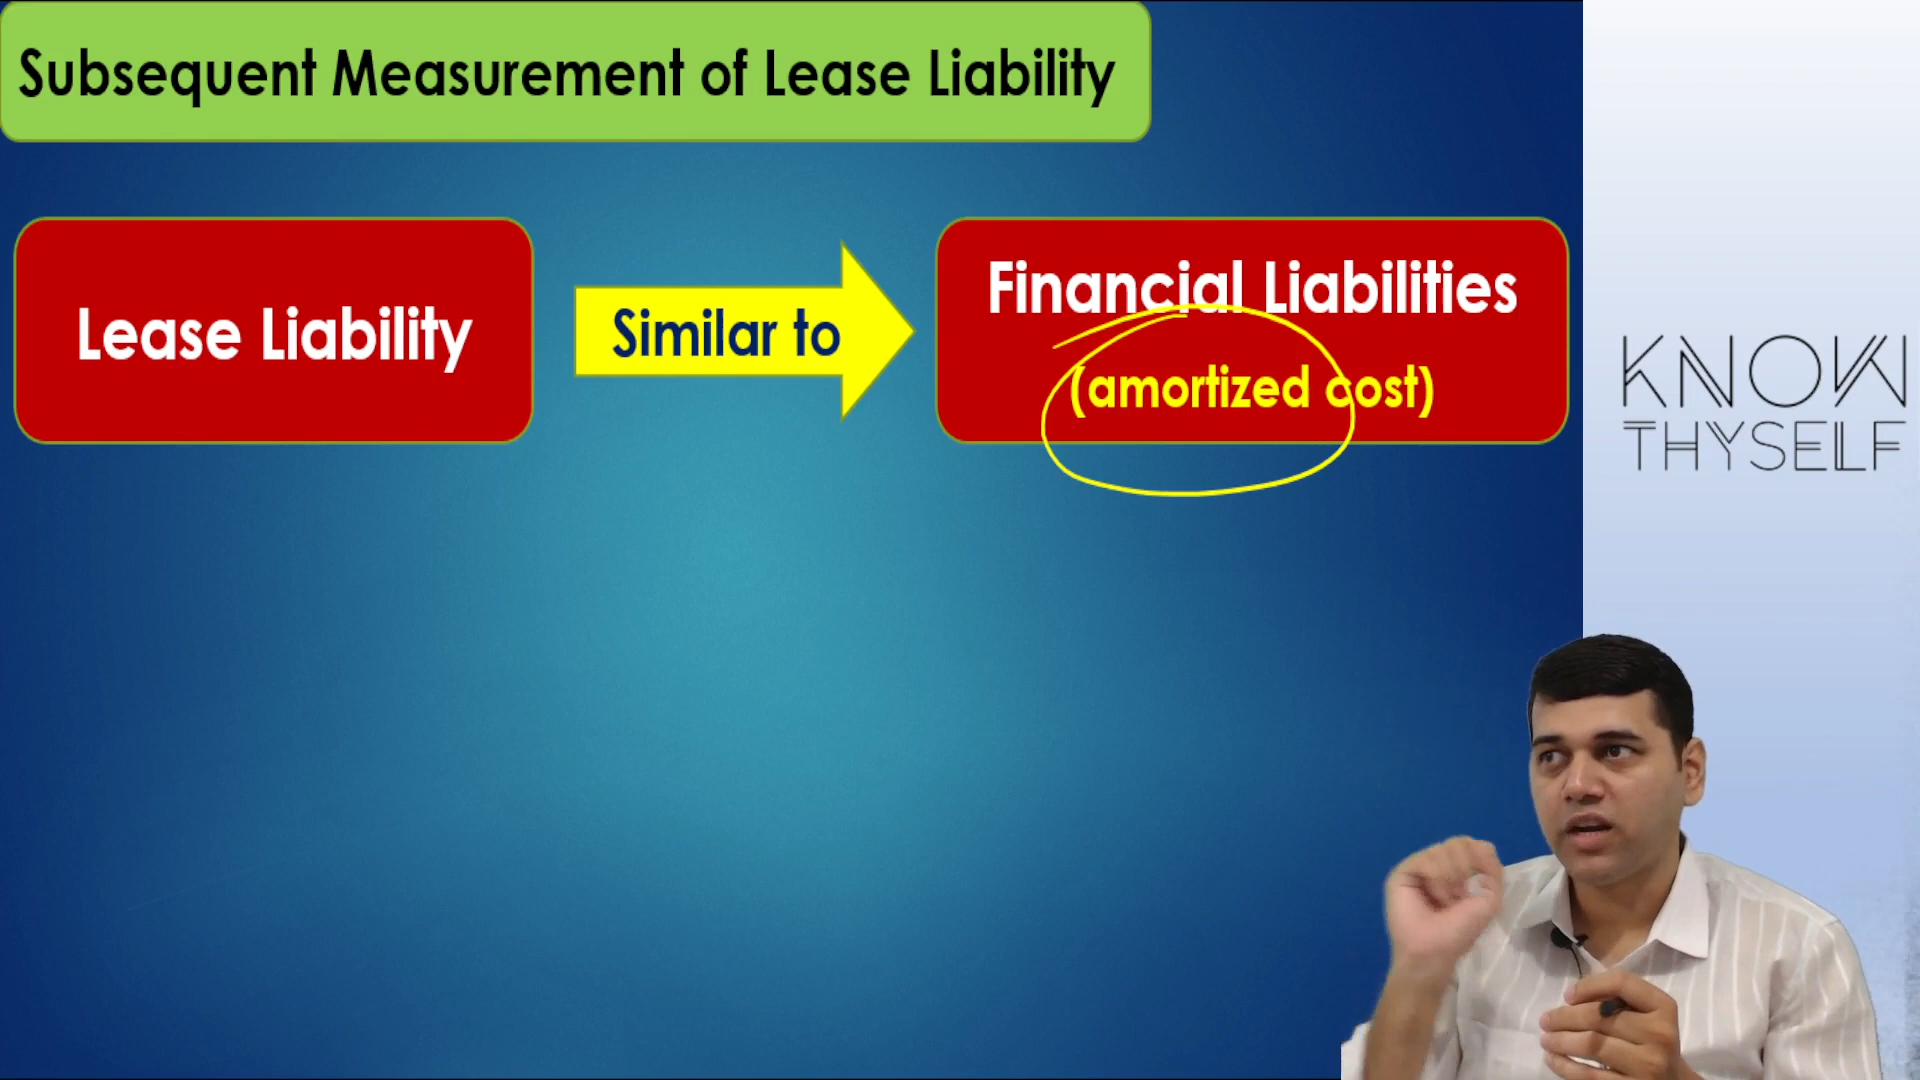 Subsequent Measurement of Lease Liability
Lease Liability
Similar to
Financial Liabilities
(amortized cost)
KNOW
THYSELF